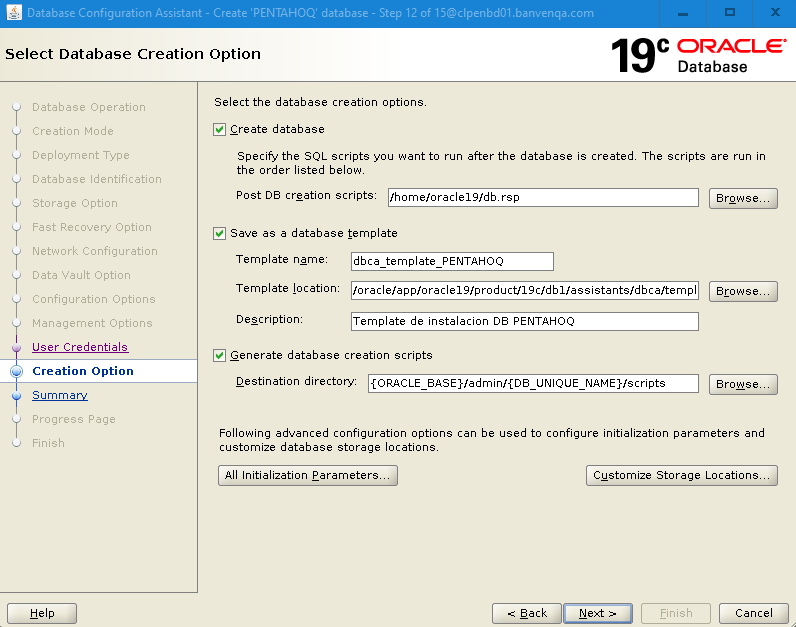 Database Configuration Assistant - Create 'PENTAHOQ' database - Step 12 of 15@clpenbd01.banvenqa.com
Select Database Creation Option
19c ORACLE
Database
Database Operation
Creation Mode
Deployment Type
Database Identification
Storage Option
Fast Recovery Option
Network Configuration
Data Vault Option
Configuration Options
Management Options
User Credentials
Creation Option
Summary
Progress Page
Finish
Select the database creation options.
Create database
Specify the SQL scripts you want to run after the database is created. The scripts are run in
the order listed below.
Post DB creation scripts: /home/oracle19/db.rsp Browse...
Save as a database template
Template name: dbca_template_PENTAHOQ
Template location: /oracle/app/oracle19/product/19c/db1/assistants/dbca/templ Browse...
Description: Template de instalacion DB PENTAHOQ
Generate database creation scripts
Destination directory: {ORACLE_BASE}/admin/{DB_UNIQUE_NAME}/scripts Browse...
Following advanced configuration options can be used to configure initialization parameters and
customize database storage locations.
All Initialization Parameters... Customize Storage Locations...
Help < Back Next > Finish Cancel